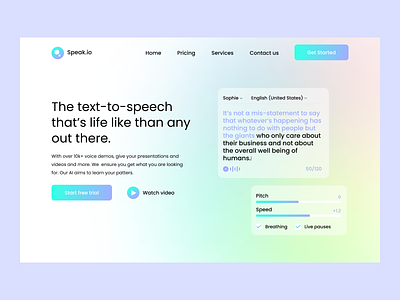 Speak.io
Home Pricing Services Contact us Get Started
The text-to-speech
that's life like than any
out there.
With over 10k+ voice demos, give your presentations and
videos and more. We ensure you get what you are looking
for. Our AI aims to learn your patters.
Start free trial Watch video
Sophie English (United States)
It's not a mis-statement to say
that whatever's happening has
nothing to do with people but
the giants who only care about
their business and not about
the overall well being of
humans.
50/120
Pitch 6
Speed +1.3
Breathing Live pauses